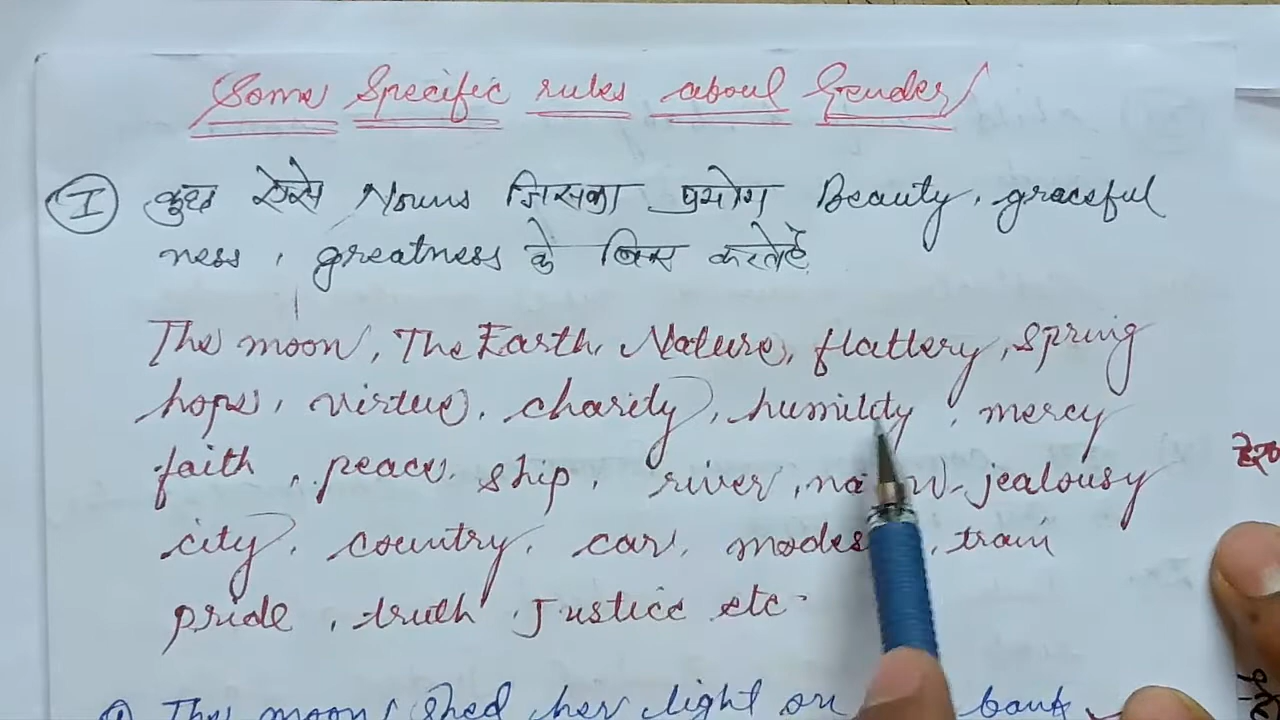 Some Specific rules about Gender
I कुछ ऐसे Nouns जिसका प्रयोग Beauty, graceful
ness, greatness के लिए करते हैं
The moon, The Earth, Nature, flattery, spring
hope, virtue, charity, humility, mercy
faith, peace, ship, river, jealousy
city, country, car, train
pride, truth, Justice etc.
The moon shed her light on bank